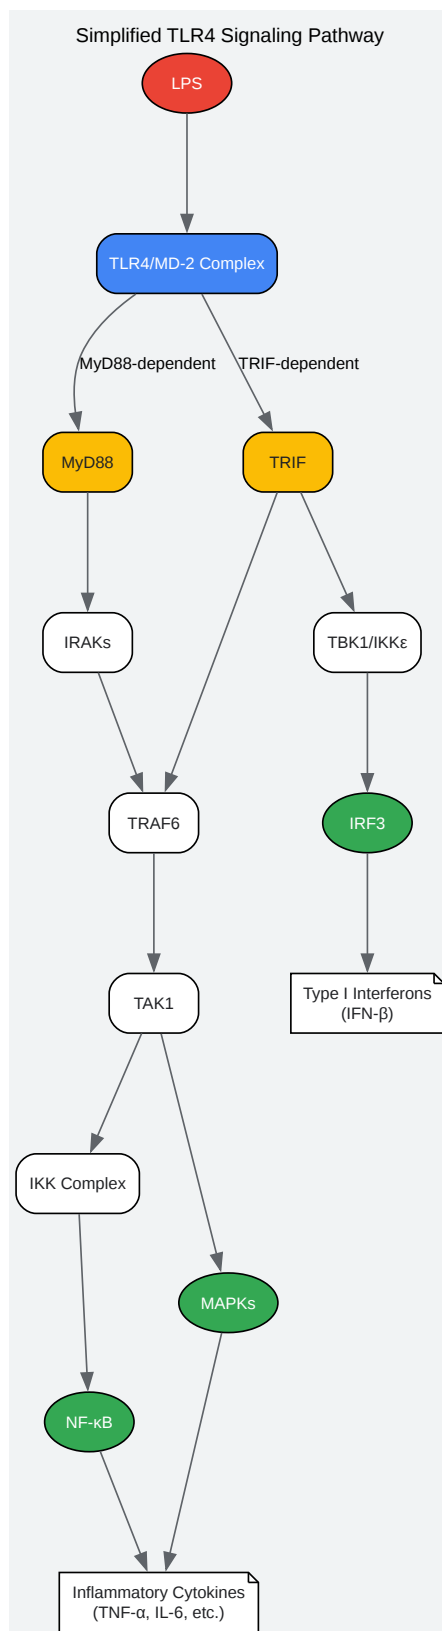 Simplified TLR4 Signaling Pathway
LPS
TLR4/MD-2 Complex
MyD88-dependent
TRIF-dependent
MyD88
TRIF
IRAKs
TBK1/IKKε
TRAF6
IRF3
TAK1
Type I Interferons
(IFN-β)
IKK Complex
MAPKs
NF-κB
Inflammatory Cytokines
(TNF-α, IL-6, etc.)